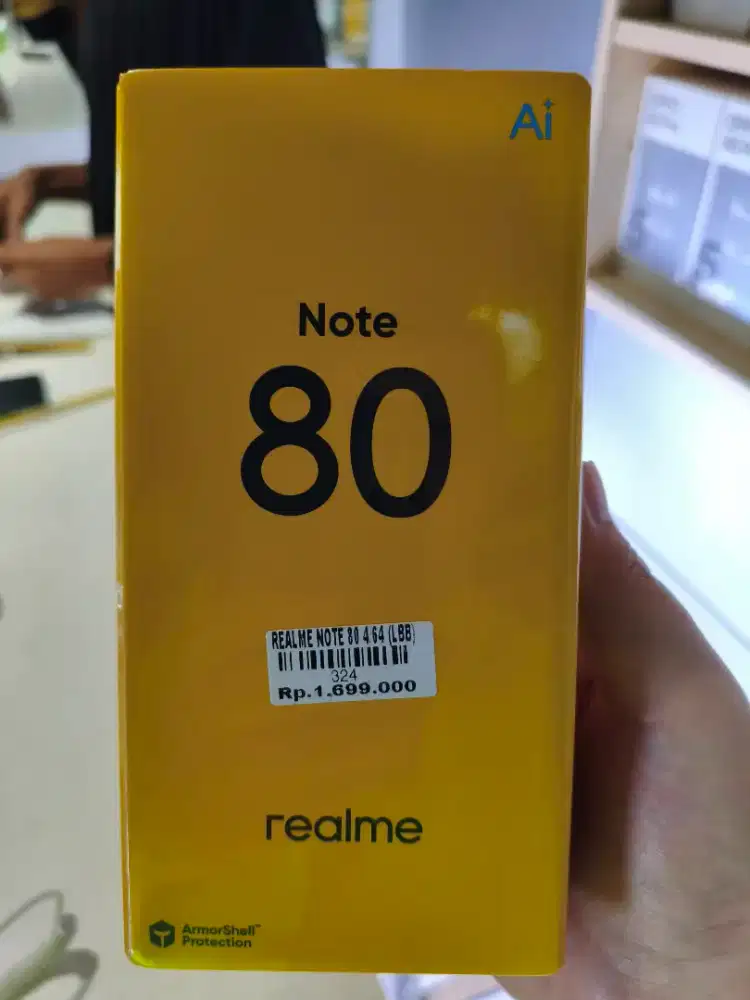 Ai
Note
80
REALME NOTE 80 4 64 (LBB)
324
Rp.1.699.000
realme
ArmorShell™
Protection